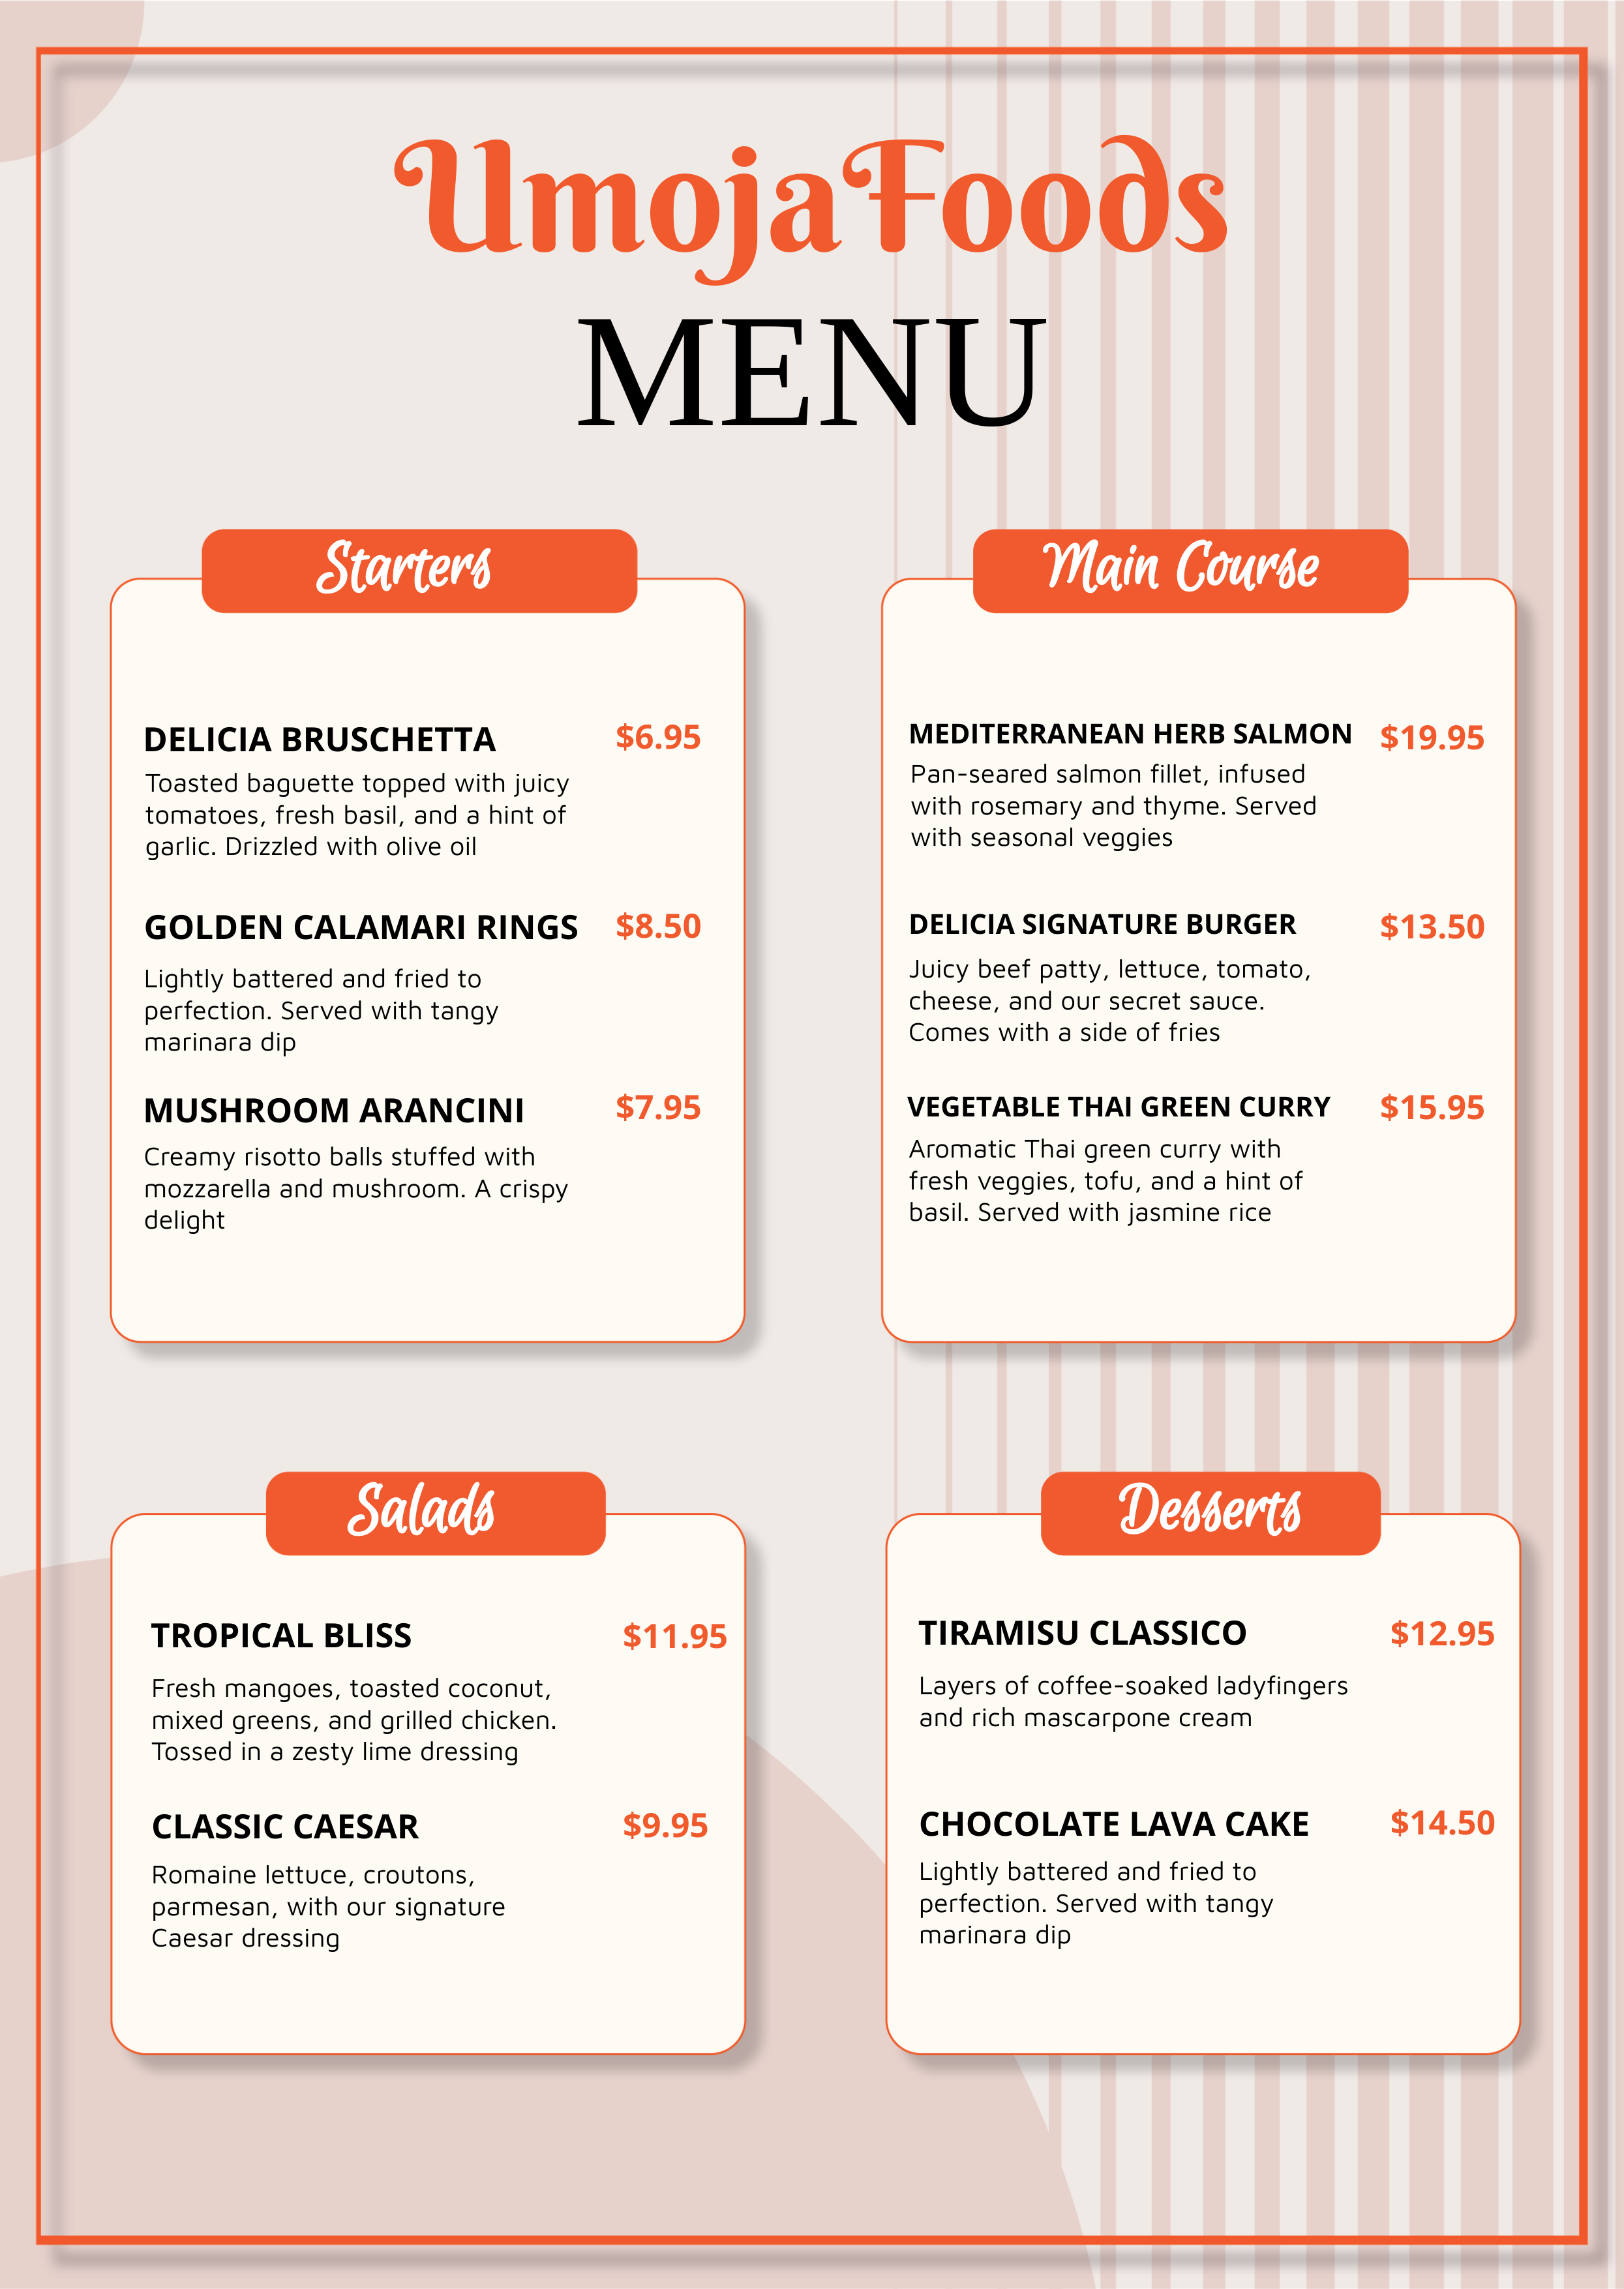 UmojaFoods
MENU
Starters
DELICIA BRUSCHETTA $6.95
Toasted baguette topped with juicy
tomatoes, fresh basil, and a hint of
garlic. Drizzled with olive oil
GOLDEN CALAMARI RINGS $8.50
Lightly battered and fried to
perfection. Served with tangy
marinara dip
MUSHROOM ARANCINI $7.95
Creamy risotto balls stuffed with
mozzarella and mushroom. A crispy
delight
Main Course
MEDITERRANEAN HERB SALMON $19.95
Pan-seared salmon fillet, infused
with rosemary and thyme. Served
with seasonal veggies
DELICIA SIGNATURE BURGER $13.50
Juicy beef patty, lettuce, tomato,
cheese, and our secret sauce.
Comes with a side of fries
VEGETABLE THAI GREEN CURRY $15.95
Aromatic Thai green curry with
fresh veggies, tofu, and a hint of
basil. Served with jasmine rice
Salads
TROPICAL BLISS $11.95
Fresh mangoes, toasted coconut,
mixed greens, and grilled chicken.
Tossed in a zesty lime dressing
CLASSIC CAESAR $9.95
Romaine lettuce, croutons,
parmesan, with our signature
Caesar dressing
Desserts
TIRAMISU CLASSICO $12.95
Layers of coffee-soaked ladyfingers
and rich mascarpone cream
CHOCOLATE LAVA CAKE $14.50
Lightly battered and fried to
perfection. Served with tangy
marinara dip